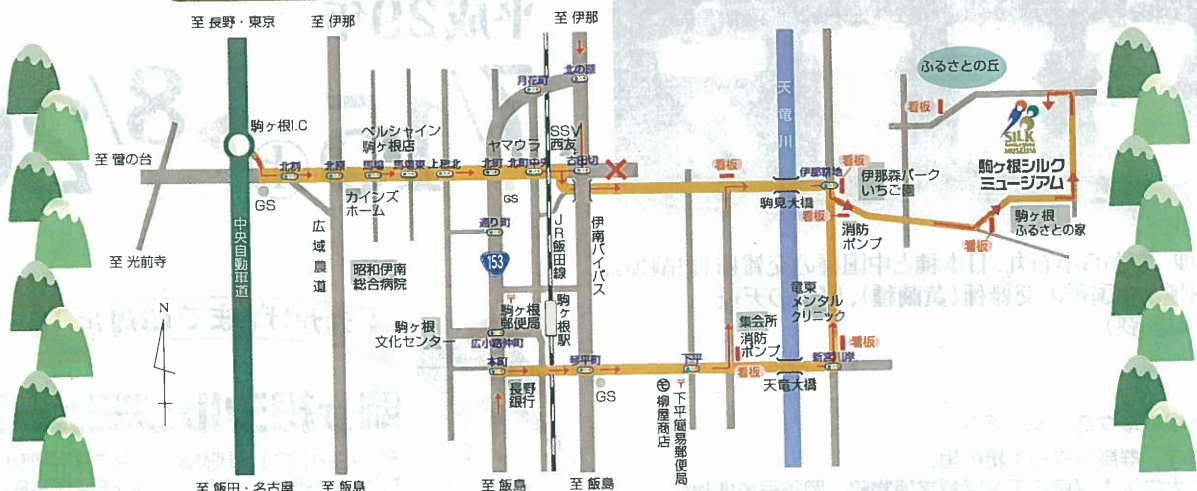 至 長野・東京
至 伊那
至 伊那
ふるさとの丘
看板
SILK
MUSEUM
駒ヶ根シルク
ミュージアム
駒ヶ根
ふるさとの家
看板
月花町
北の原
天竜川
駒ヶ根I.C
至 菅の台
至 光前寺
GS
北割
北原
馬場
上穂北
北町
北町中央
ベルシャイン
駒ヶ根店
ヤマウラ
SSV
西友
カインズ
ホーム
GS
看板
看板
伊那森パーク
いちご園
駒見大橋
看板
消防
ポンプ
中央自動車道
広域農道
昭和伊南
総合病院
通り町
153
JR飯田線
伊南バイパス
N
〒
駒ヶ根
郵便局
駒ヶ根駅
駒ヶ根
文化センター
広小路
仲町
本町
長野
銀行
琴平町
GS
下平
柳屋商店
〒下平簡易郵便局
集会所
消防
ポンプ
看板
天竜大橋
竜東
メンタル
クリニック
看板
新宮川岸
至 飯田・名古屋
至 飯島
至 飯島
至 飯島